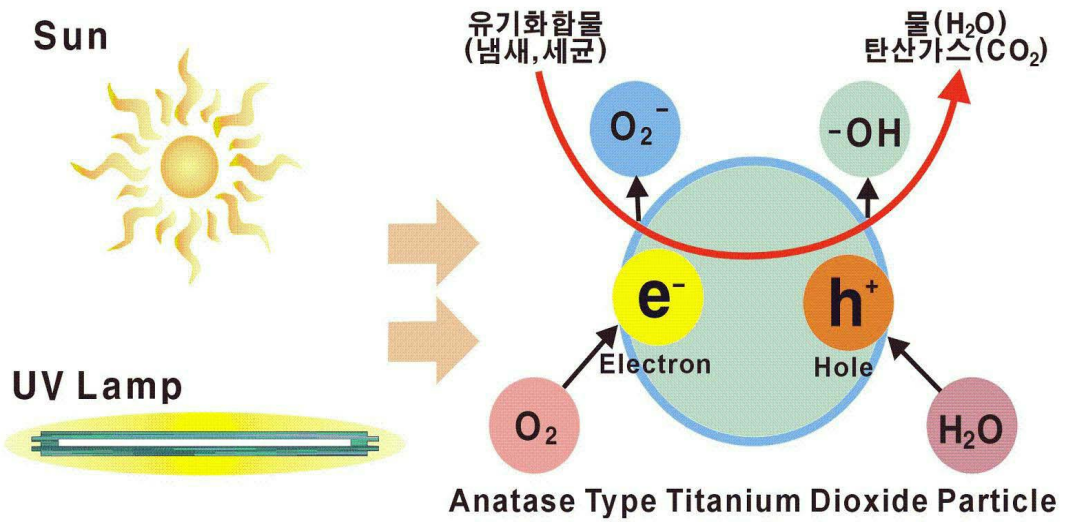 Sun
UV Lamp
유기화합물
(냄새,세균)
물(H₂O)
탄산가스(CO₂)
O₂⁻
-OH
e⁻
Electron
h⁺
Hole
O₂
H₂O
Anatase Type Titanium Dioxide Particle